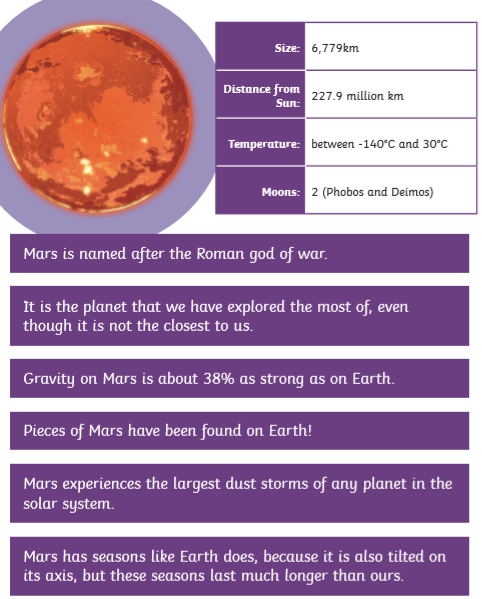 Size: 6,779km
Distance from
Sun: 227.9 million km
Temperature: between -140°C and 30°C
Moons: 2 (Phobos and Deimos)
Mars is named after the Roman god of war.
It is the planet that we have explored the most of, even
though it is not the closest to us.
Gravity on Mars is about 38% as strong as on Earth.
Pieces of Mars have been found on Earth!
Mars experiences the largest dust storms of any planet in the
solar system.
Mars has seasons like Earth does, because it is also tilted on
its axis, but these seasons last much longer than ours.